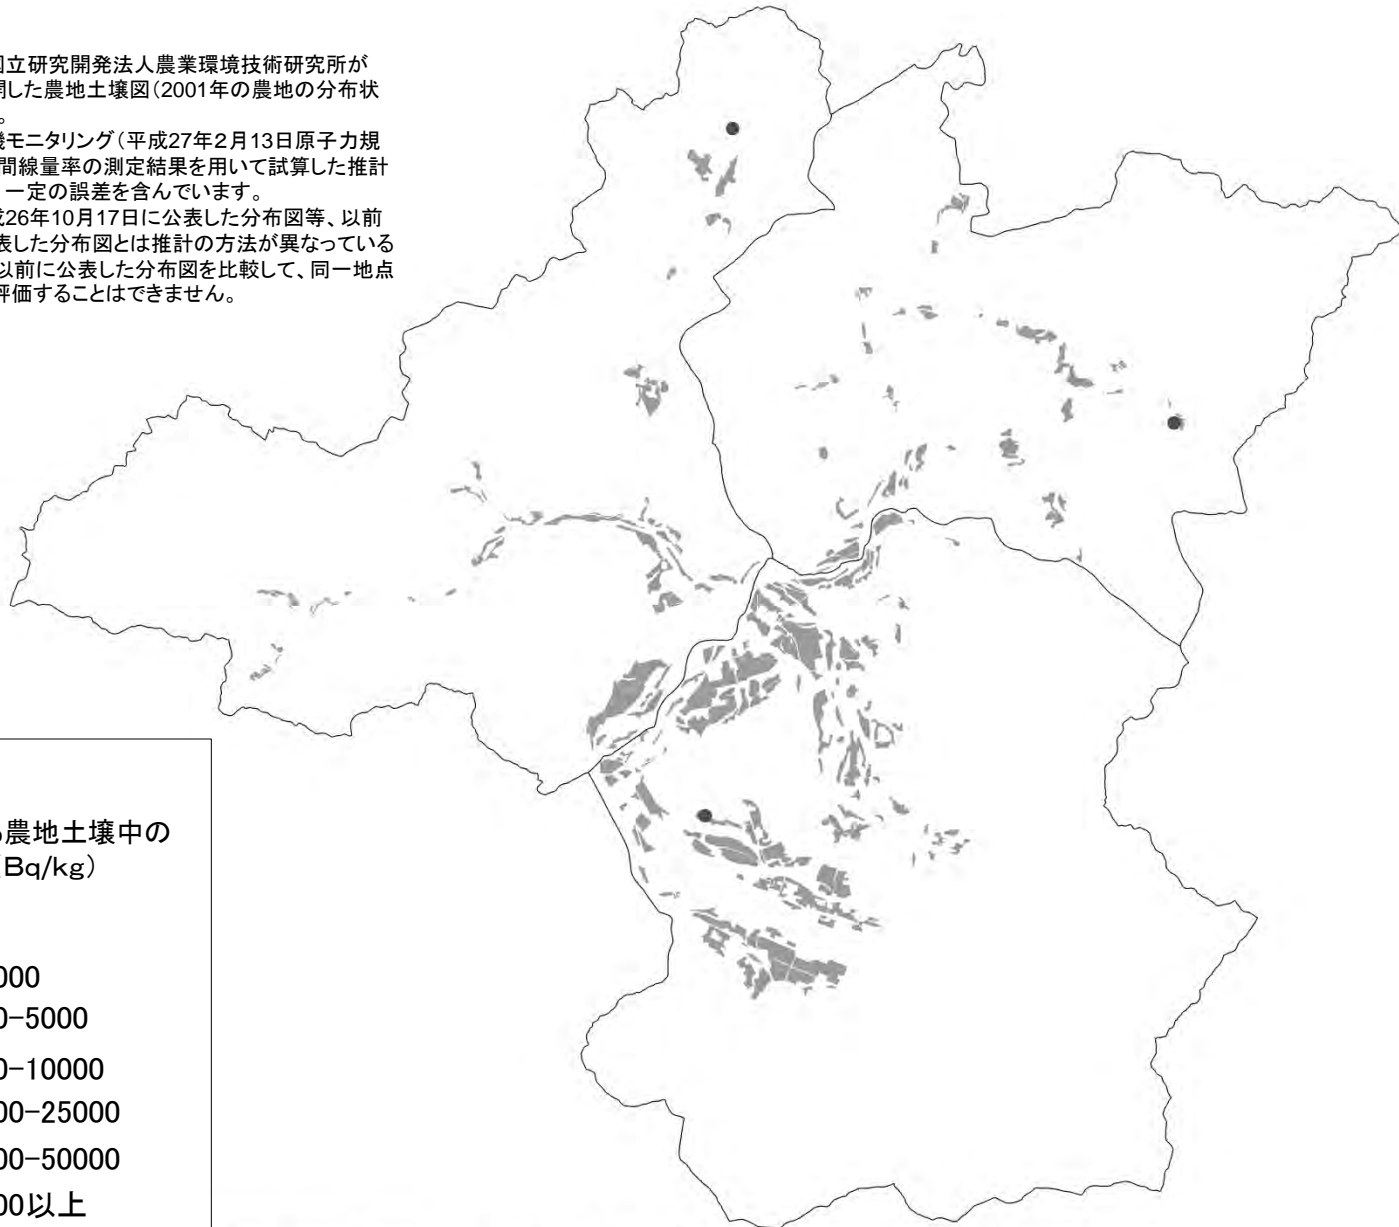 国立研究開発法人農業環境技術研究所が
開した農地土壌図(2001年の農地の分布状
。
機モニタリング(平成27年2月13日原子力規
間線量率の測定結果を用いて試算した推計
一定の誤差を含んでいます。
成26年10月17日に公表した分布図等、以前
表した分布図とは推計の方法が異なっている
以前に公表した分布図を比較して、同一地点
評価することはできません。
農地土壌中の
(Bq/kg)
000
0-5000
0-10000
00-25000
00-50000
00以上